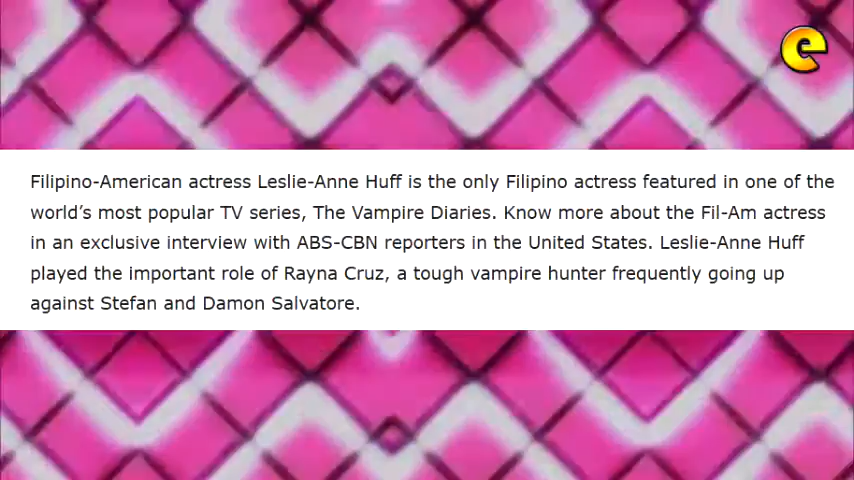 e
Filipino-American actress Leslie-Anne Huff is the only Filipino actress featured in one of the
world’s most popular TV series, The Vampire Diaries. Know more about the Fil-Am actress
in an exclusive interview with ABS-CBN reporters in the United States. Leslie-Anne Huff
played the important role of Rayna Cruz, a tough vampire hunter frequently going up
against Stefan and Damon Salvatore.